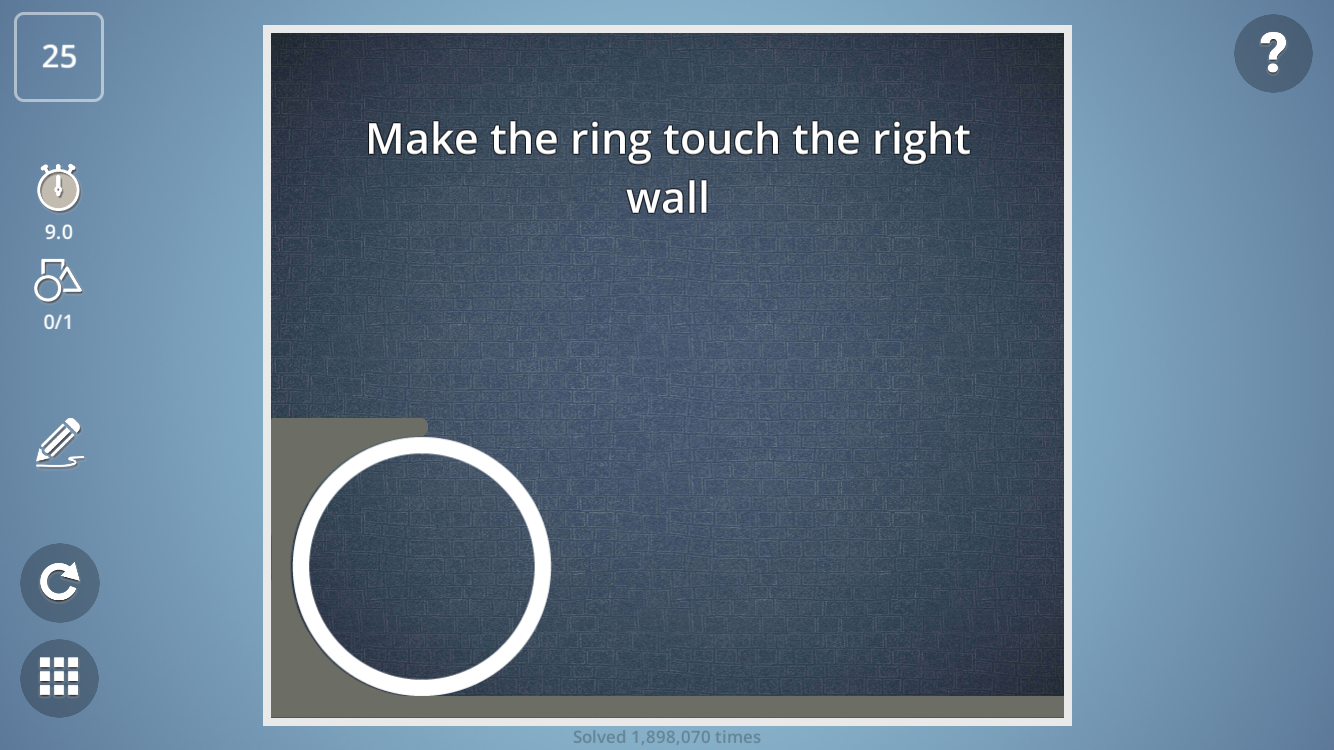 25
Make the ring touch the right
wall
9.0
0/1
?
Solved 1,898,070 times